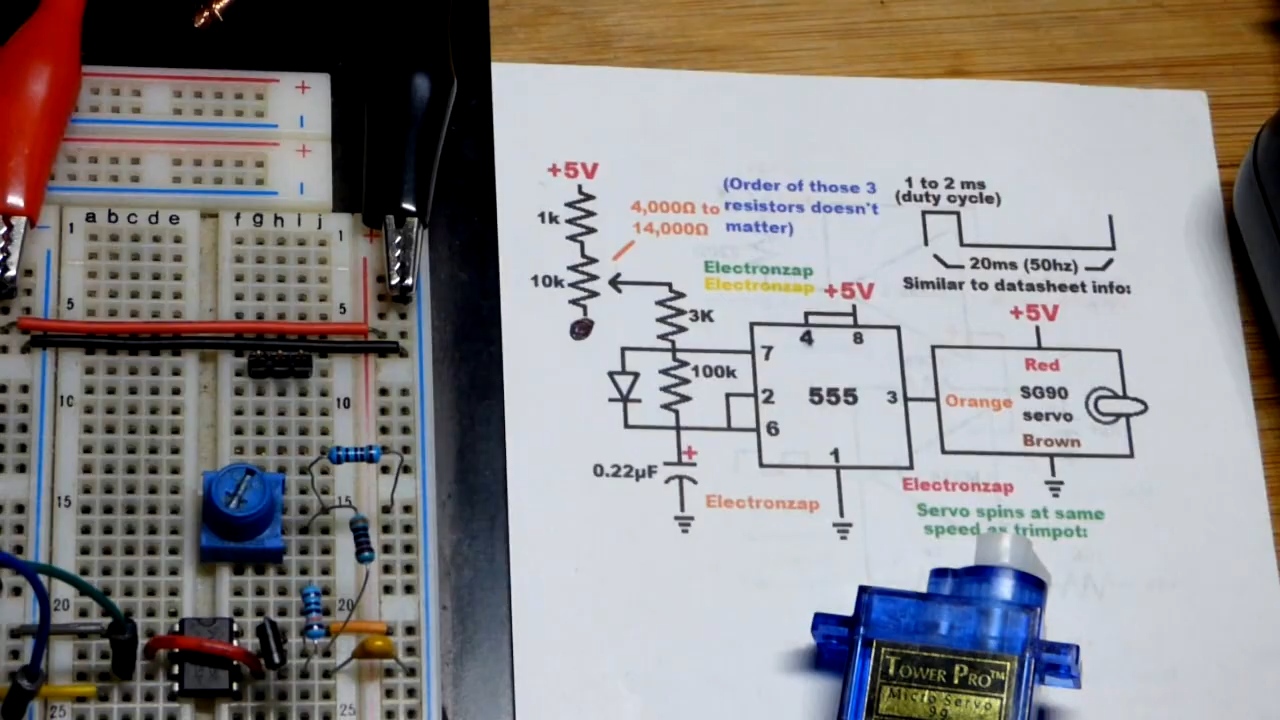 + 
+
a b c d e
f g h i j
1
1
+
5
5
10
10
15
15
20
20
25
25
+5V
1k
4,000Ω to
14,000Ω
(Order of those 3
resistors doesn't
matter)
10k
3K
Electronzap
Electronzap
+5V
4
8
7
100k
2
555
3
6
1
+
0.22µF
Electronzap
1 to 2 ms
(duty cycle)
20ms (50hz)
Similar to datasheet info:
+5V
Red
Orange
SG90
servo
Brown
Electronzap
Servo spins at same
speed as trimpot:
TOWER PRO™
Micro Servo
9g